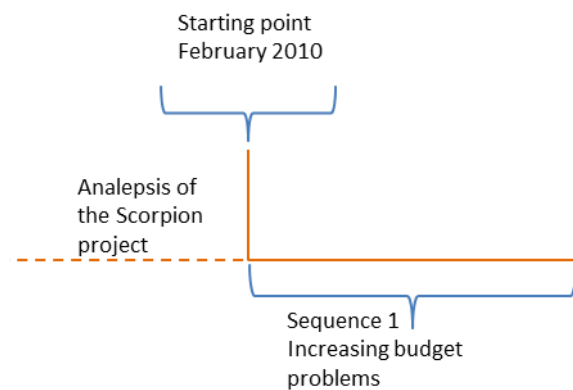 Starting point
February 2010
Analepsis of
the Scorpion
project
Sequence 1
Increasing budget
problems